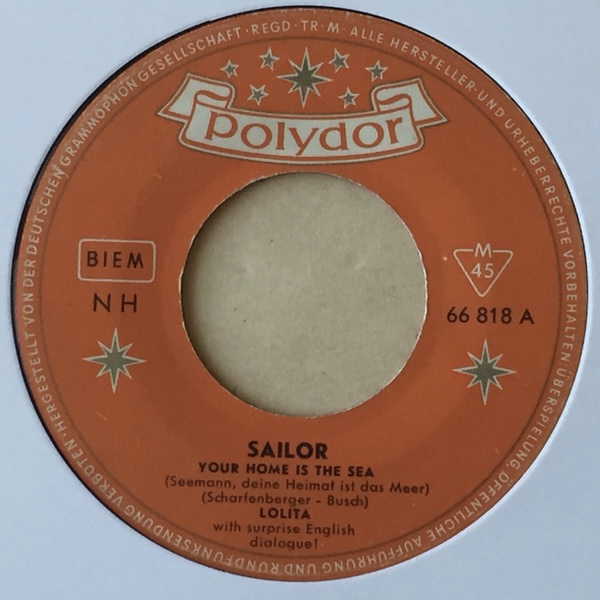 HERGESTELLT VON DER DEUTSCHEN GRAMMOPHON GESELLSCHAFT · REGD · TR · M · ALLE HERSTELLER- UND URHEBERRECHTE VORBEHALTEN ÜBERSPIELUNG, ÖFFENTLICHE AUFFÜHRUNG UND RUNDFUNKSENDUNG VERBOTEN ·
polydor
BIEM
NH
M
45
66 818 A
SAILOR
YOUR HOME IS THE SEA
(Seemann, deine Heimat ist das Meer)
(Scharfenberger - Busch)
LOLITA
with surprise English
dialogue!